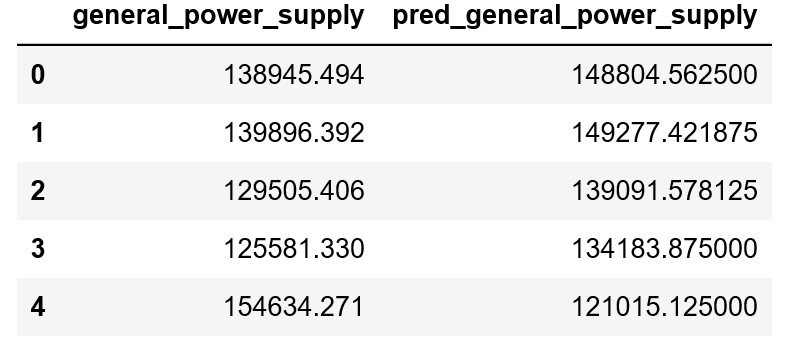 general_power_supply pred_general_power_supply
0 138945.494 148804.562500
1 139896.392 149277.421875
2 129505.406 139091.578125
3 125581.330 134183.875000
4 154634.271 121015.125000